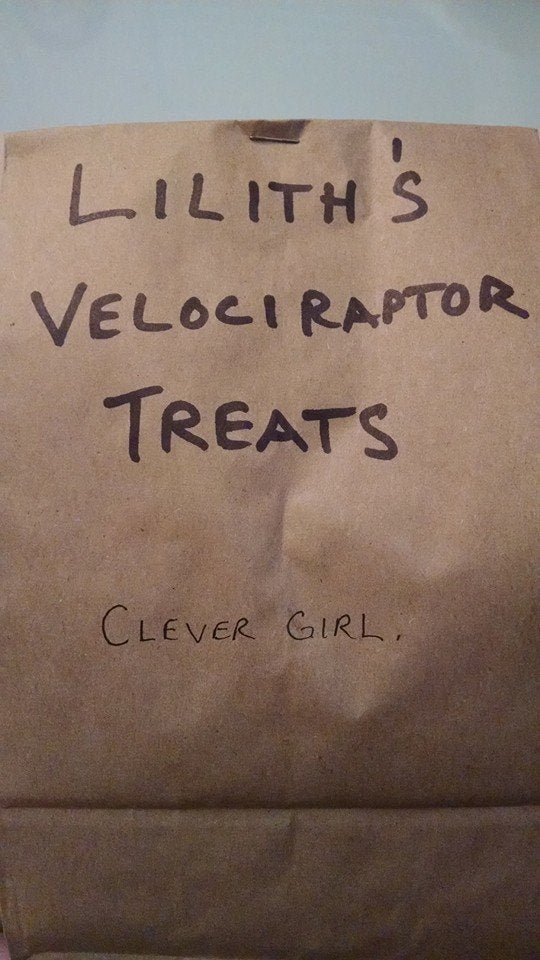 LILITH'S
VELOCIRAPTOR
TREATS
CLEVER GIRL.